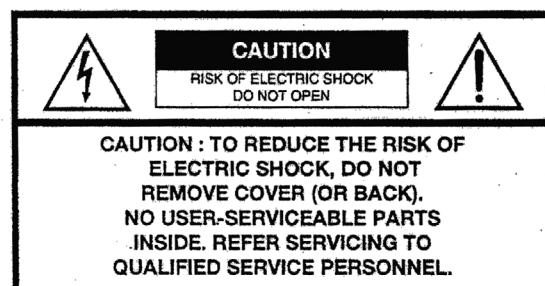 CAUTION
RISK OF ELECTRIC SHOCK
DO NOT OPEN
CAUTION : TO REDUCE THE RISK OF
ELECTRIC SHOCK, DO NOT
REMOVE COVER (OR BACK).
NO USER-SERVICEABLE PARTS
INSIDE. REFER SERVICING TO
QUALIFIED SERVICE PERSONNEL.